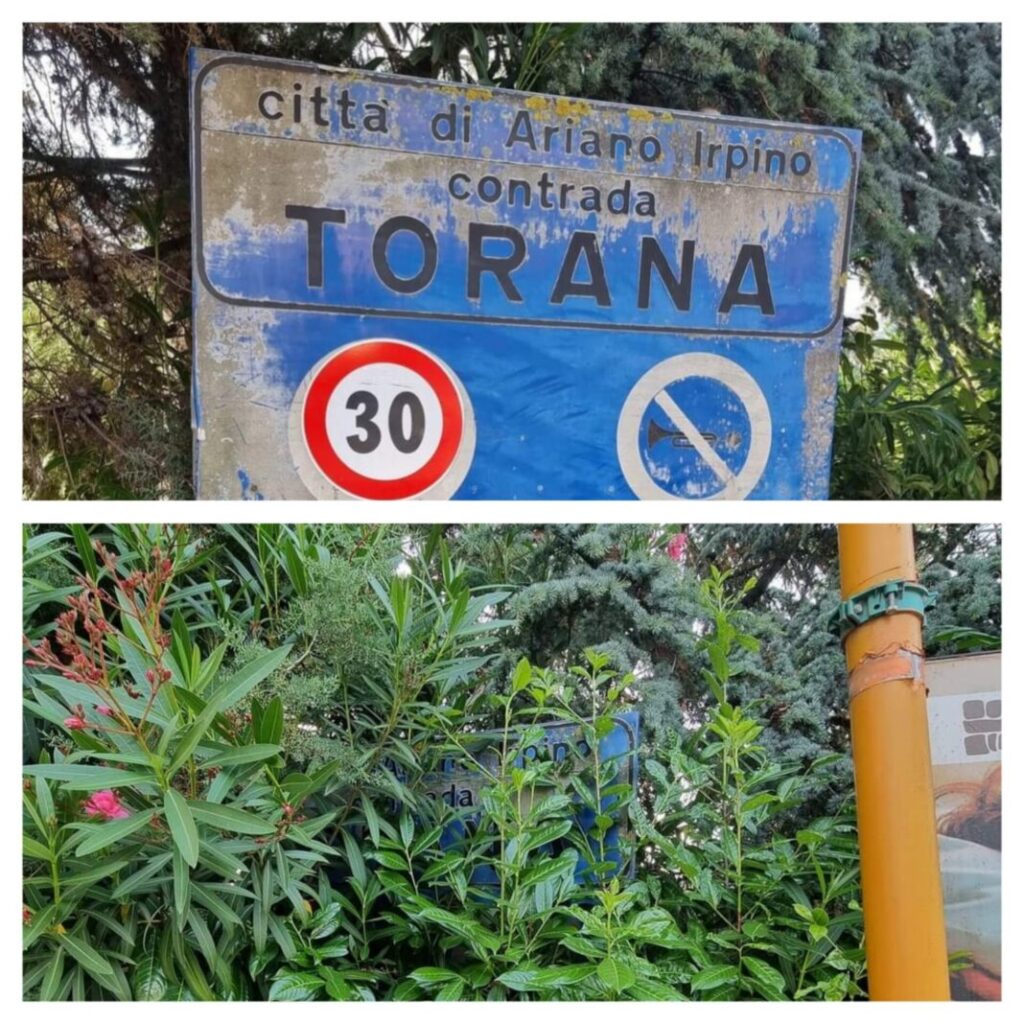 città di Ariano Irpino
contrada
TORANA
30